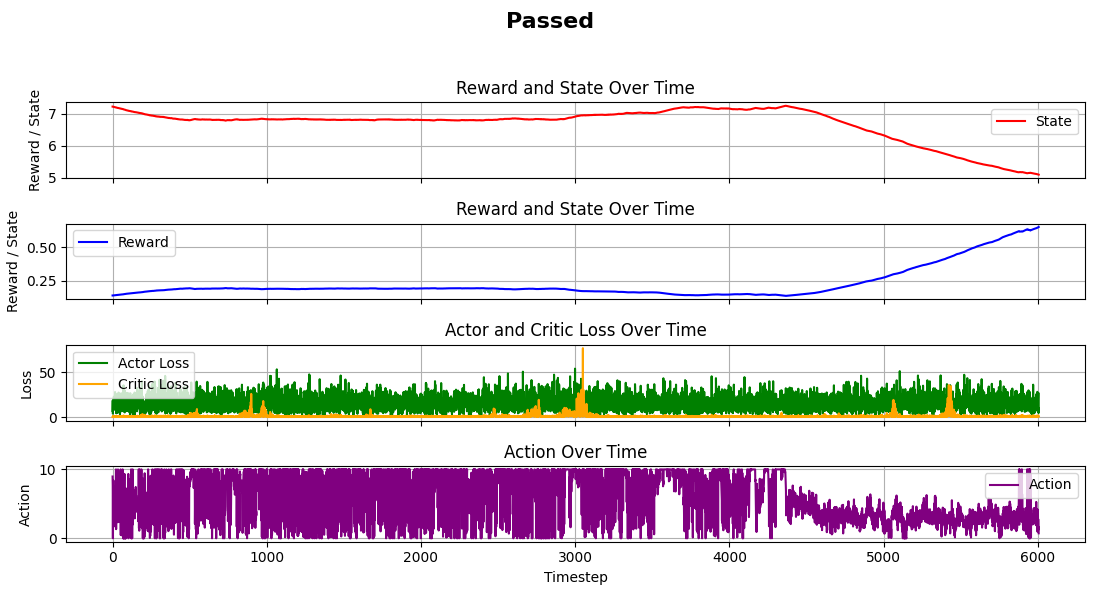 Passed
Reward and State Over Time
Reward / State
7
6
5
State
Reward and State Over Time
Reward / State
0.50
0.25
Reward
Actor and Critic Loss Over Time
Loss
50
0
Actor Loss
Critic Loss
Action Over Time
Action
10
0
Action
0 1000 2000 3000 4000 5000 6000
Timestep